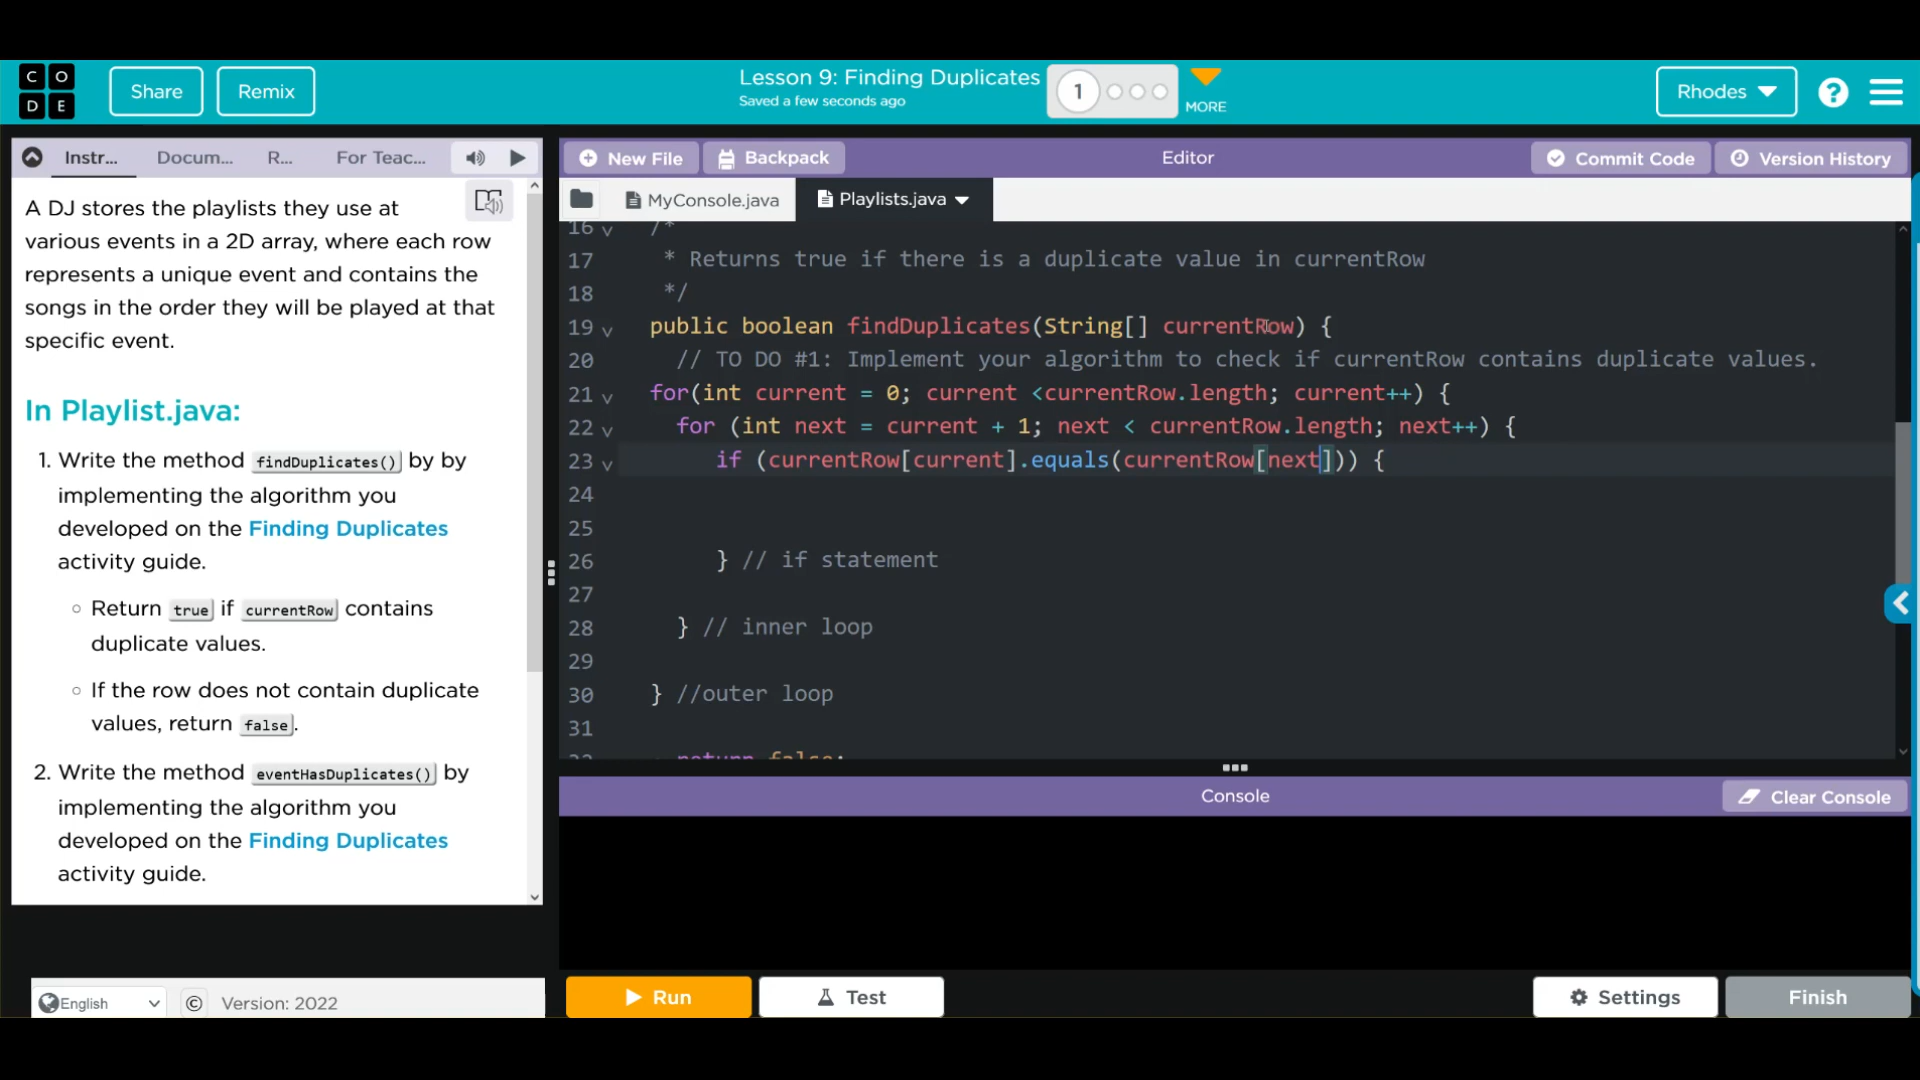 C O
D E
Share
Remix
Lesson 9: Finding Duplicates
Saved a few seconds ago
1
MORE
Rhodes
?
Instr...
Docum...
R...
For Teac...
A DJ stores the playlists they use at
various events in a 2D array, where each row
represents a unique event and contains the
songs in the order they will be played at that
specific event.
In Playlist.java:
1. Write the method findDuplicates() by by
implementing the algorithm you
developed on the Finding Duplicates
activity guide.
Return true if currentRow contains
duplicate values.
If the row does not contain duplicate
values, return false.
2. Write the method eventHasDuplicates() by
implementing the algorithm you
developed on the Finding Duplicates
activity guide.
English
© Version: 2022
New File
Backpack
Editor
Commit Code
Version History
MyConsole.java
Playlists.java
16 /*
17 * Returns true if there is a duplicate value in currentRow
18 */
19 public boolean findDuplicates(String[] currentRow) {
20 // TO DO #1: Implement your algorithm to check if currentRow contains duplicate values.
21 for(int current = 0; current <currentRow.length; current++) {
22 for (int next = current + 1; next < currentRow.length; next++) {
23 if (currentRow[current].equals(currentRow[next])) {
24
25
26 } // if statement
27
28 } // inner loop
29
30 } //outer loop
31
32 return false;
Console
Clear Console
Run
Test
Settings
Finish